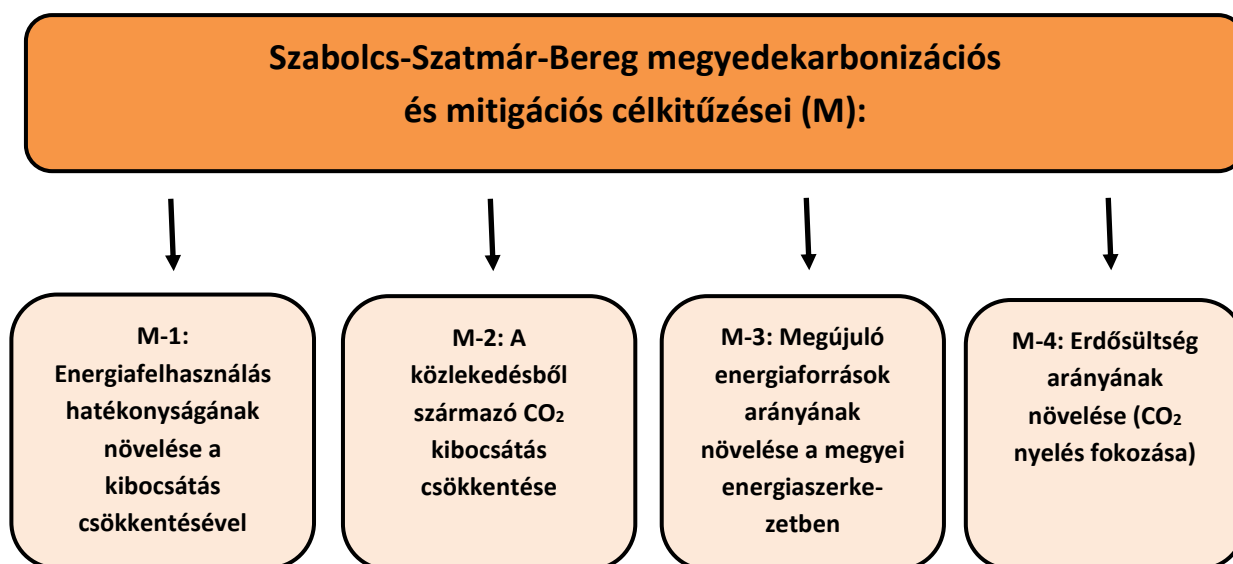 Szabolcs-Szatmár-Bereg megyedekarbonizációs
és mitigációs célkitűzései (M):
M-1:
Energiafelhasználás
hatékonyságának
növelése a
kibocsátás
csökkentésével
M-2: A
közlekedésből
származó CO₂
kibocsátás
csökkentése
M-3: Megújuló
energiaforrások
arányának
növelése a megyei
energiaszerke-
zetben
M-4: Erdősültség
arányának
növelése (CO₂
nyelés fokozása)